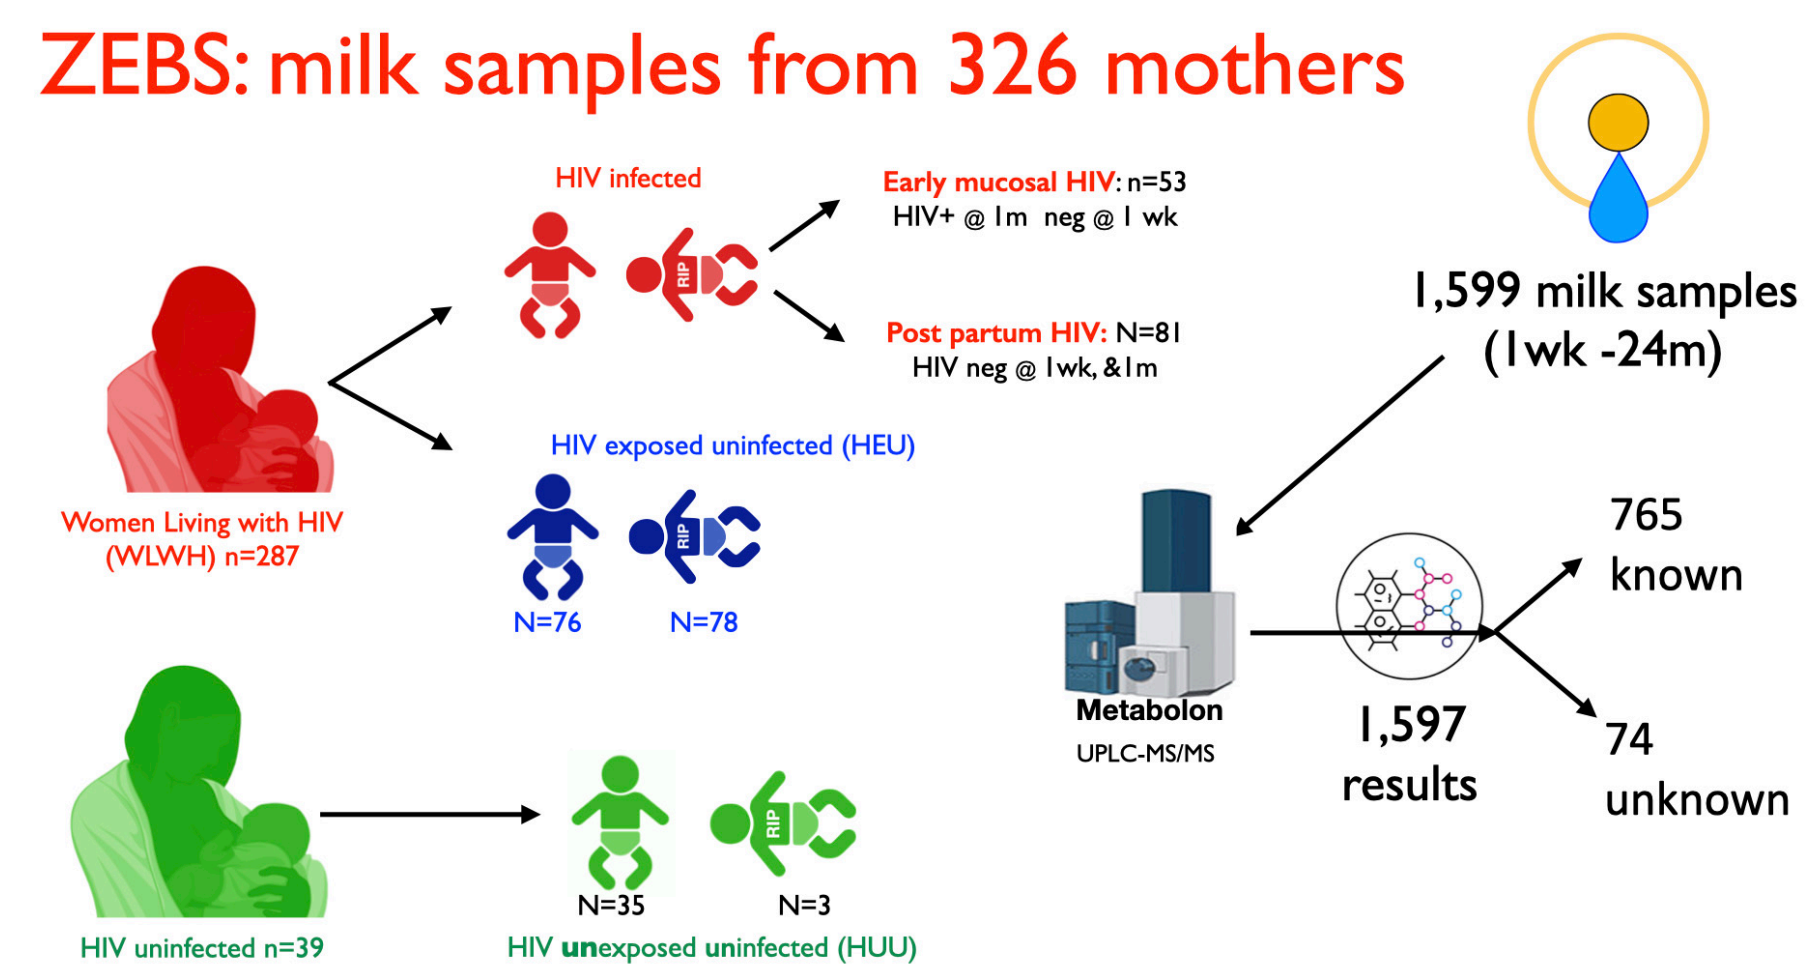 ZEBS: milk samples from 326 mothers
HIV infected
RIP
Early mucosal HIV: n=53
HIV+ @ 1m neg @ 1 wk
Post partum HIV: N=81
HIV neg @ 1wk, &1m
Women Living with HIV
(WLWH) n=287
HIV exposed uninfected (HEU)
RIP
N=76
N=78
HIV uninfected n=39
RIP
N=35
N=3
HIV unexposed uninfected (HUU)
1,599 milk samples
(1wk -24m)
Metabolon
UPLC-MS/MS
1,597
results
765
known
74
unknown